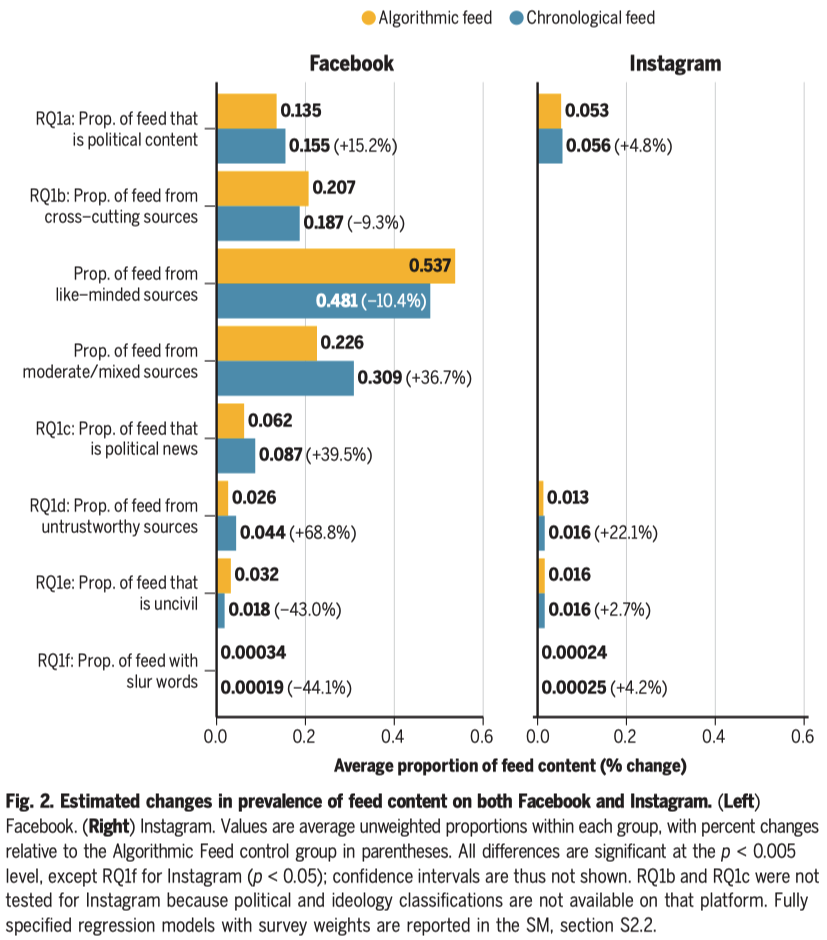 Algorithmic feed Chronological feed
Facebook Instagram
RQ1a: Prop. of feed that
is political content
0.135
0.155 (+15.2%)
0.053
0.056 (+4.8%)
RQ1b: Prop. of feed from
cross–cutting sources
0.207
0.187 (−9.3%)
Prop. of feed from
like–minded sources
0.537
0.481 (−10.4%)
Prop. of feed from
moderate/mixed sources
0.226
0.309 (+36.7%)
RQ1c: Prop. of feed that
is political news
0.062
0.087 (+39.5%)
RQ1d: Prop. of feed from
untrustworthy sources
0.026
0.044 (+68.8%)
0.013
0.016 (+22.1%)
RQ1e: Prop. of feed that
is uncivil
0.032
0.018 (−43.0%)
0.016
0.016 (+2.7%)
RQ1f: Prop. of feed with
slur words
0.00034
0.00019 (−44.1%)
0.00024
0.00025 (+4.2%)
0.0 0.2 0.4 0.6 0.0 0.2 0.4 0.6
Average proportion of feed content (% change)
Fig. 2. Estimated changes in prevalence of feed content on both Facebook and Instagram. (Left)
Facebook. (Right) Instagram. Values are average unweighted proportions within each group, with percent changes
relative to the Algorithmic Feed control group in parentheses. All differences are significant at the p < 0.005
level, except RQ1f for Instagram (p < 0.05); confidence intervals are thus not shown. RQ1b and RQ1c were not
tested for Instagram because political and ideology classifications are not available on that platform. Fully
specified regression models with survey weights are reported in the SM, section S2.2.